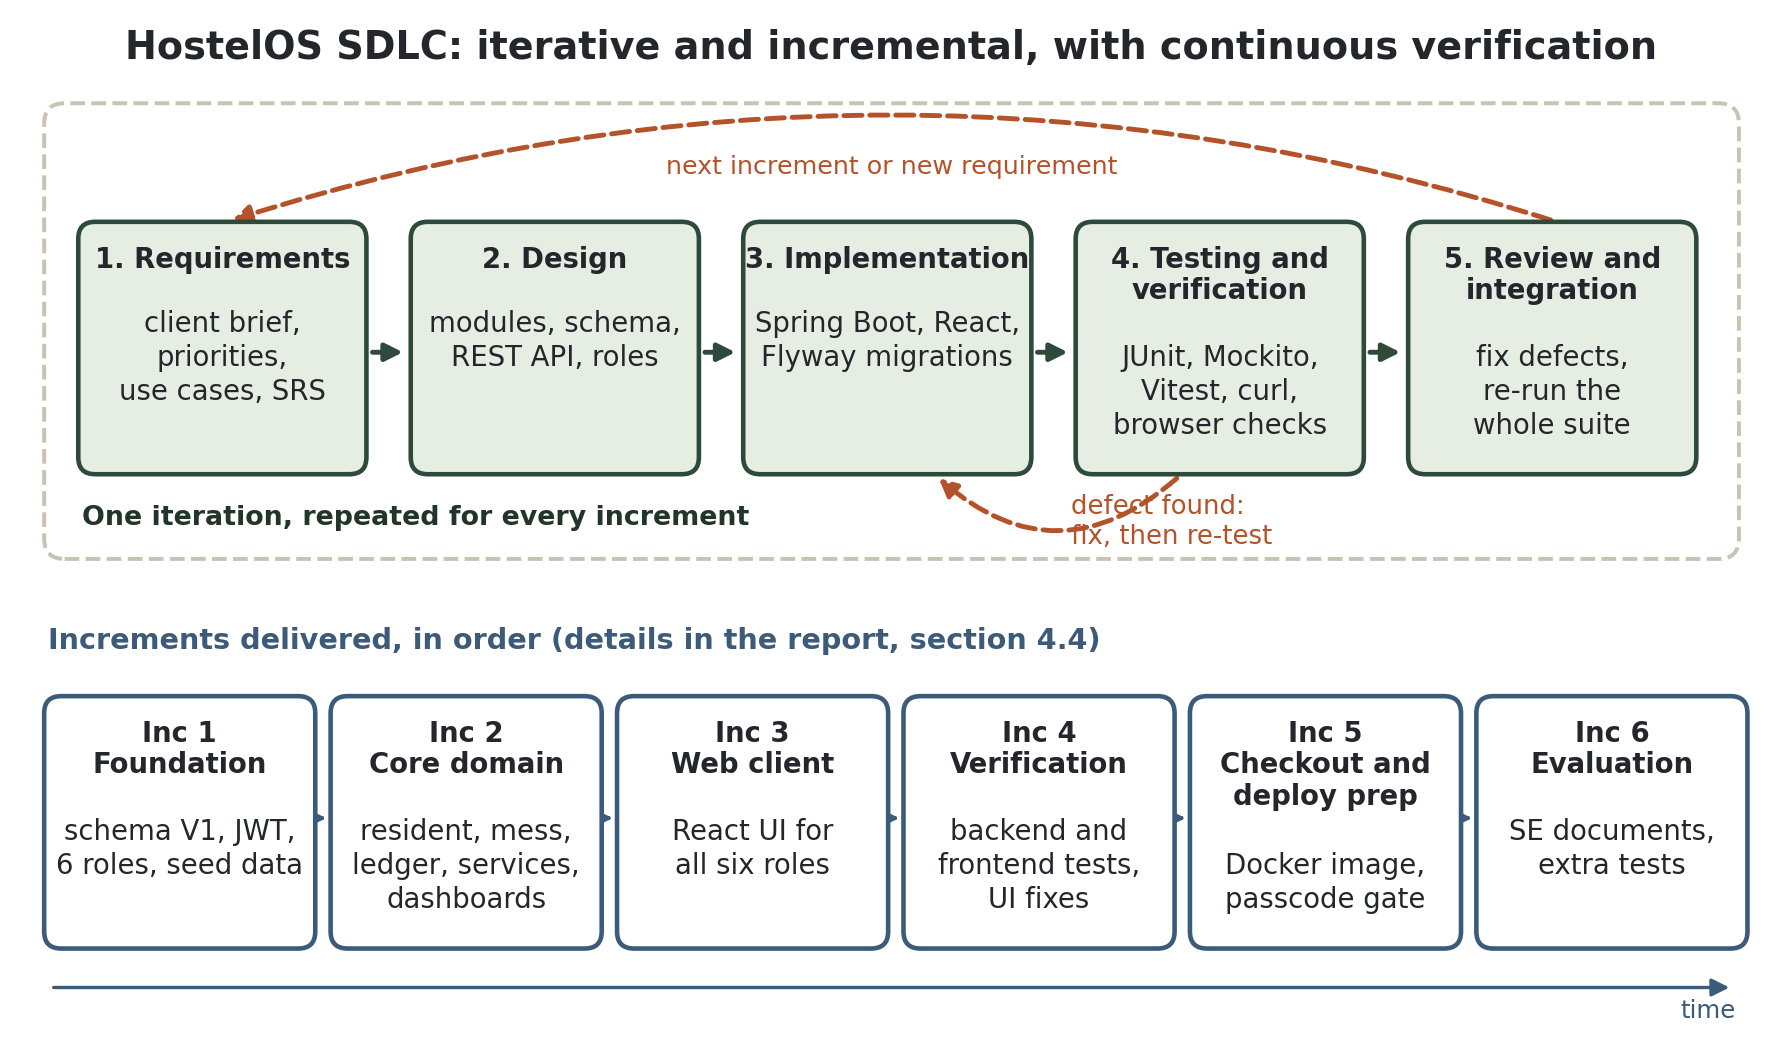 HostelOS SDLC: iterative and incremental, with continuous verification
next increment or new requirement
1. Requirements
client brief,
priorities,
use cases, SRS
2. Design
modules, schema,
REST API, roles
3. Implementation
Spring Boot, React,
Flyway migrations
4. Testing and
verification
JUnit, Mockito,
Vitest, curl,
browser checks
5. Review and
integration
fix defects,
re-run the
whole suite
One iteration, repeated for every increment
defect found:
fix, then re-test
Increments delivered, in order (details in the report, section 4.4)
Inc 1
Foundation
schema V1, JWT,
6 roles, seed data
Inc 2
Core domain
resident, mess,
ledger, services,
dashboards
Inc 3
Web client
React UI for
all six roles
Inc 4
Verification
backend and
frontend tests,
UI fixes
Inc 5
Checkout and
deploy prep
Docker image,
passcode gate
Inc 6
Evaluation
SE documents,
extra tests
time